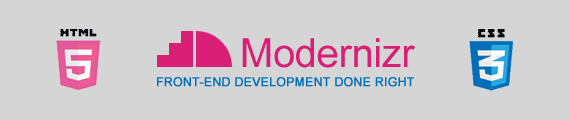 HTML
5
Modernizr
FRONT-END DEVELOPMENT DONE RIGHT
CSS
3